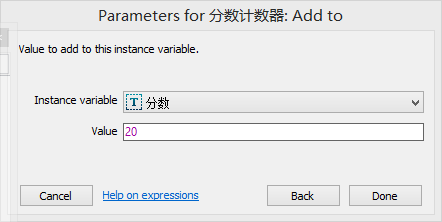 Parameters for 分数计数器: Add to
Value to add to this instance variable.
Instance variable T 分数
Value 20
Cancel Help on expressions Back Done